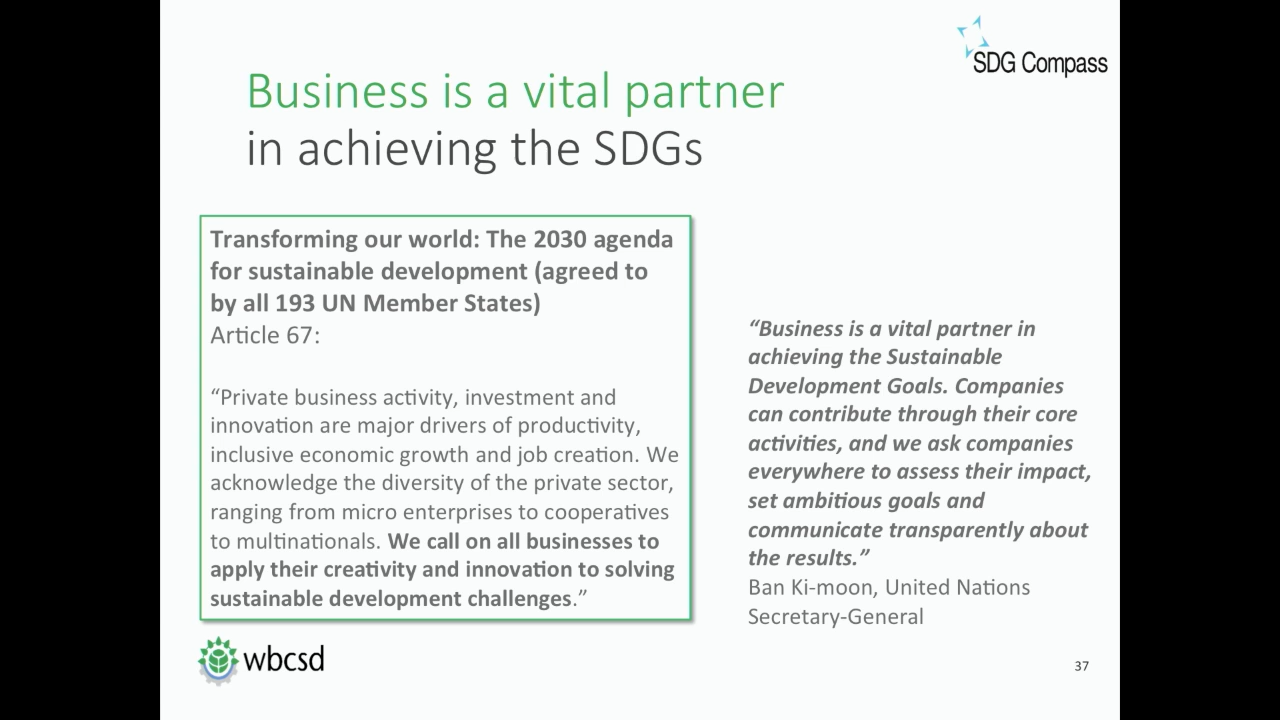 SDG Compass
Business is a vital partner
in achieving the SDGs
Transforming our world: The 2030 agenda
for sustainable development (agreed to
by all 193 UN Member States)
Article 67:
“Private business activity, investment and
innovation are major drivers of productivity,
inclusive economic growth and job creation. We
acknowledge the diversity of the private sector,
ranging from micro enterprises to cooperatives
to multinationals. We call on all businesses to
apply their creativity and innovation to solving
sustainable development challenges.”
“Business is a vital partner in
achieving the Sustainable
Development Goals. Companies
can contribute through their core
activities, and we ask companies
everywhere to assess their impact,
set ambitious goals and
communicate transparently about
the results.”
Ban Ki-moon, United Nations
Secretary-General
wbcsd
37